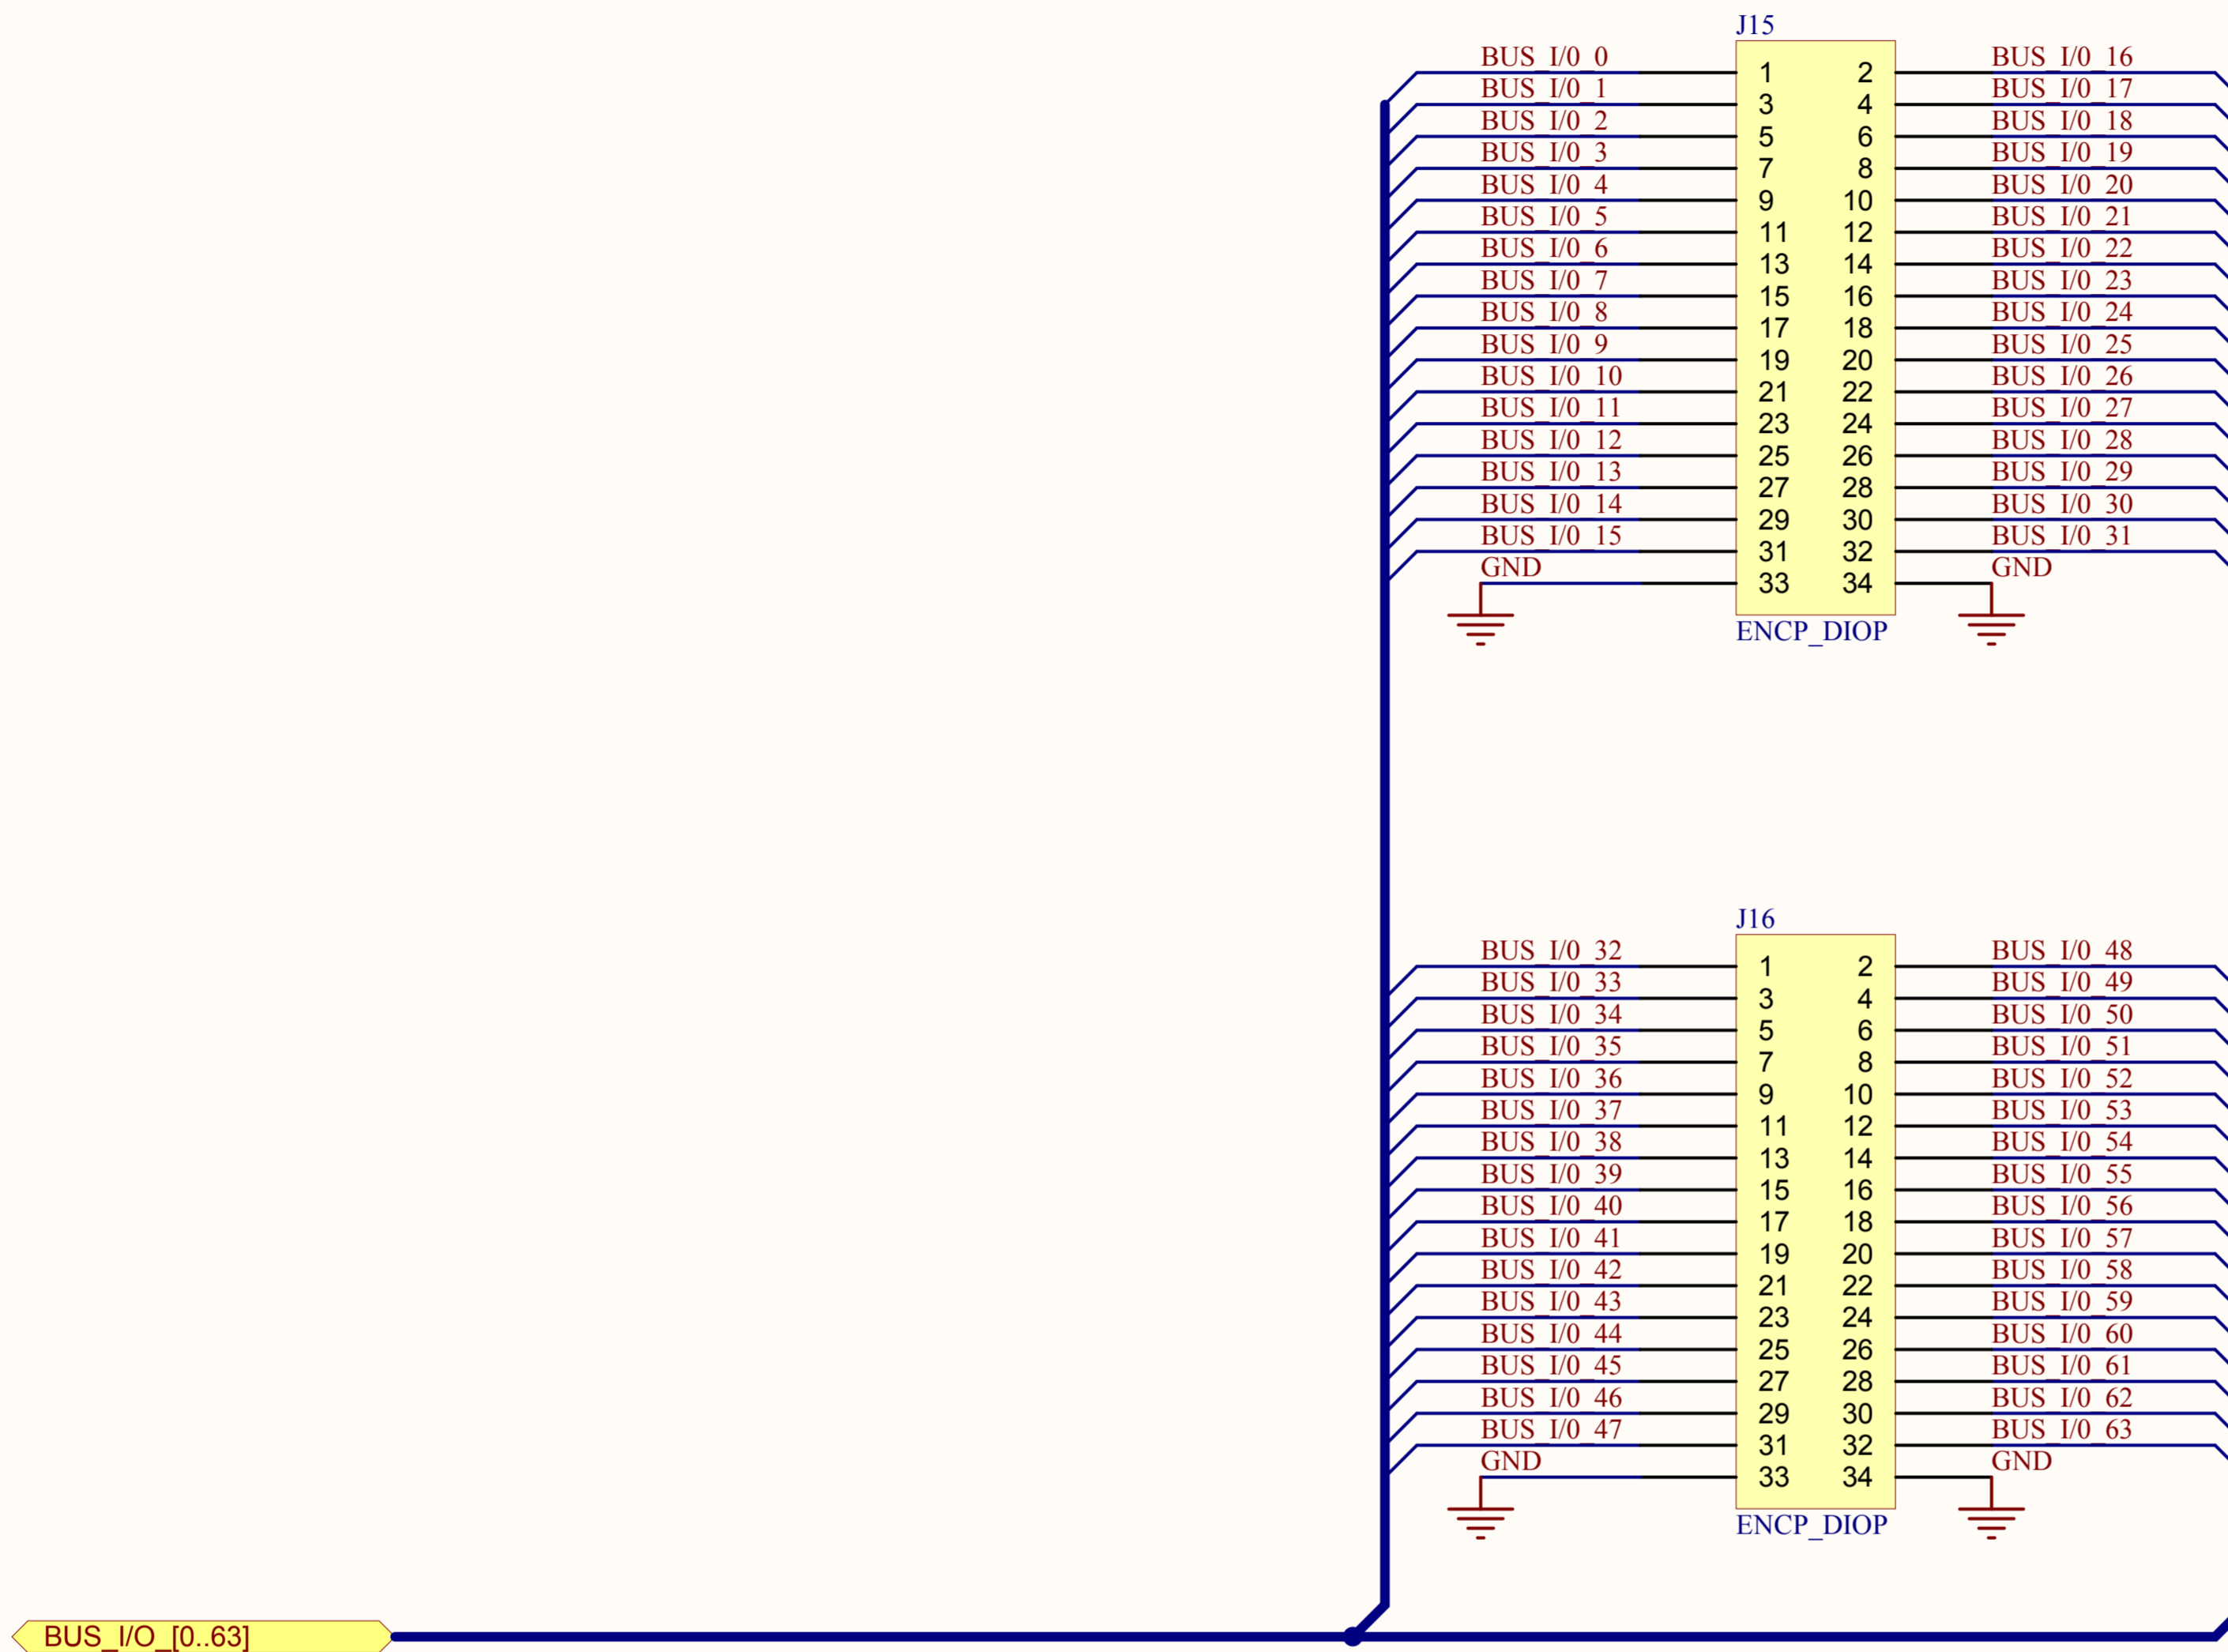 J15
BUS_I/0_0 1 2 BUS_I/0_16
BUS_I/0_1 3 4 BUS_I/0_17
BUS_I/0_2 5 6 BUS_I/0_18
BUS_I/0_3 7 8 BUS_I/0_19
BUS_I/0_4 9 10 BUS_I/0_20
BUS_I/0_5 11 12 BUS_I/0_21
BUS_I/0_6 13 14 BUS_I/0_22
BUS_I/0_7 15 16 BUS_I/0_23
BUS_I/0_8 17 18 BUS_I/0_24
BUS_I/0_9 19 20 BUS_I/0_25
BUS_I/0_10 21 22 BUS_I/0_26
BUS_I/0_11 23 24 BUS_I/0_27
BUS_I/0_12 25 26 BUS_I/0_28
BUS_I/0_13 27 28 BUS_I/0_29
BUS_I/0_14 29 30 BUS_I/0_30
BUS_I/0_15 31 32 BUS_I/0_31
GND 33 34 GND
ENCP_DIOP
J16
BUS_I/0_32 1 2 BUS_I/0_48
BUS_I/0_33 3 4 BUS_I/0_49
BUS_I/0_34 5 6 BUS_I/0_50
BUS_I/0_35 7 8 BUS_I/0_51
BUS_I/0_36 9 10 BUS_I/0_52
BUS_I/0_37 11 12 BUS_I/0_53
BUS_I/0_38 13 14 BUS_I/0_54
BUS_I/0_39 15 16 BUS_I/0_55
BUS_I/0_40 17 18 BUS_I/0_56
BUS_I/0_41 19 20 BUS_I/0_57
BUS_I/0_42 21 22 BUS_I/0_58
BUS_I/0_43 23 24 BUS_I/0_59
BUS_I/0_44 25 26 BUS_I/0_60
BUS_I/0_45 27 28 BUS_I/0_61
BUS_I/0_46 29 30 BUS_I/0_62
BUS_I/0_47 31 32 BUS_I/0_63
GND 33 34 GND
ENCP_DIOP
BUS_I/O_[0..63]